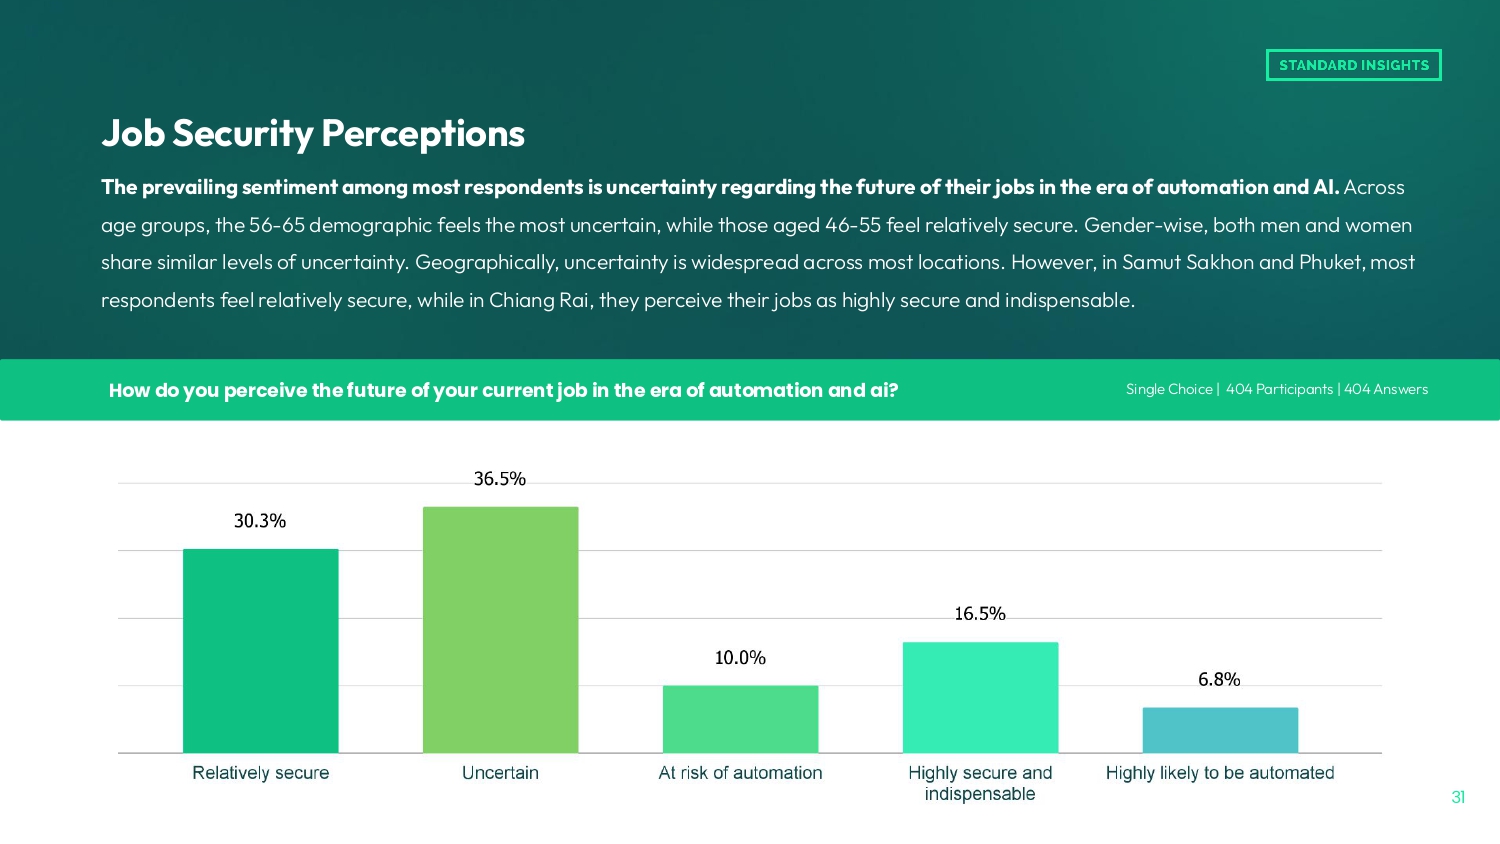 STANDARD INSIGHTS
Job Security Perceptions
The prevailing sentiment among most respondents is uncertainty regarding the future of their jobs in the era of automation and AI. Across
age groups, the 56-65 demographic feels the most uncertain, while those aged 46-55 feel relatively secure. Gender-wise, both men and women
share similar levels of uncertainty. Geographically, uncertainty is widespread across most locations. However, in Samut Sakhon and Phuket, most
respondents feel relatively secure, while in Chiang Rai, they perceive their jobs as highly secure and indispensable.
How do you perceive the future of your current job in the era of automation and ai?
Single Choice | 404 Participants | 404 Answers
30.3%
36.5%
10.0%
16.5%
6.8%
Relatively secure
Uncertain
At risk of automation
Highly secure and
indispensable
Highly likely to be automated
31